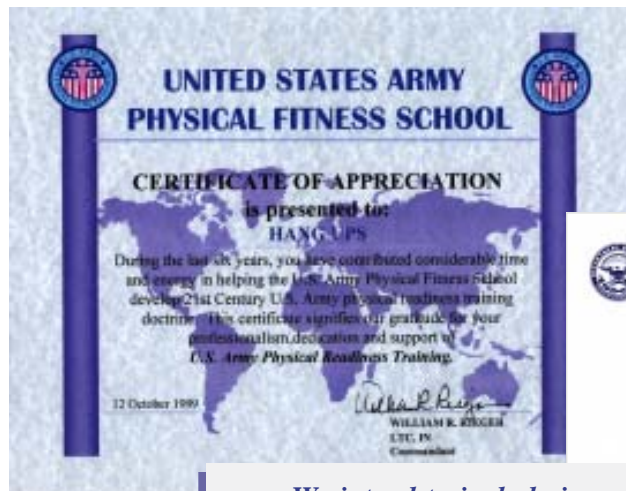 UNITED STATES ARMY
PHYSICAL FITNESS SCHOOL
CERTIFICATE OF APPRECIATION
is presented to:
HANG UPS
During the last six years, you have contributed considerable time
and energy in helping the U.S. Army Physical Fitness School
develop 21st Century U.S. Army physical readiness training
doctrine. This certificate signifies our gratitude for your
professionalism, dedication and support of
U.S. Army Physical Readiness Training.
12 October 1999
William R. Rieger
WILLIAM R. RIEGER
LTC, IN
Commandant